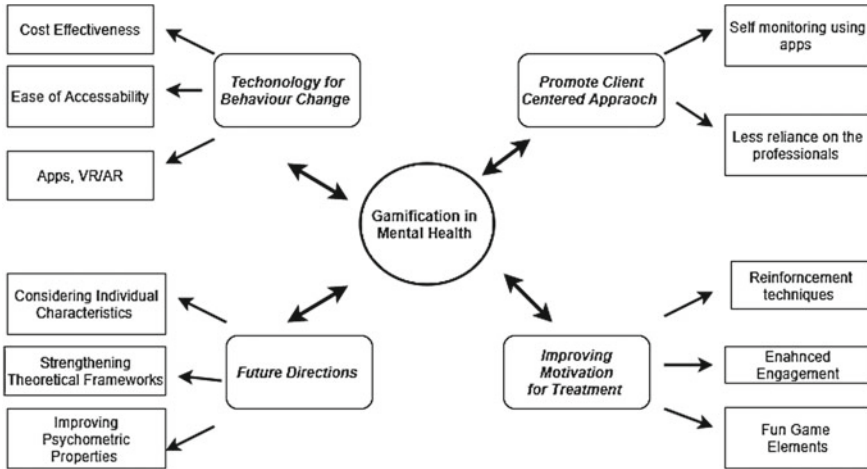 Cost Effectiveness
Ease of Accessability
Apps, VR/AR
Techonology for
Behaviour Change
Promote Client
Centered Appraoch
Self monitoring using
apps
Less reliance on the
professionals
Gamification in
Mental Health
Considering Individual
Characteristics
Strengthening
Theoretical Frameworks
Improving
Psychometric
Properties
Future Directions
Improving
Motivation
for Treatment
Reinforncement
techniques
Enahnced
Engagement
Fun Game
Elements